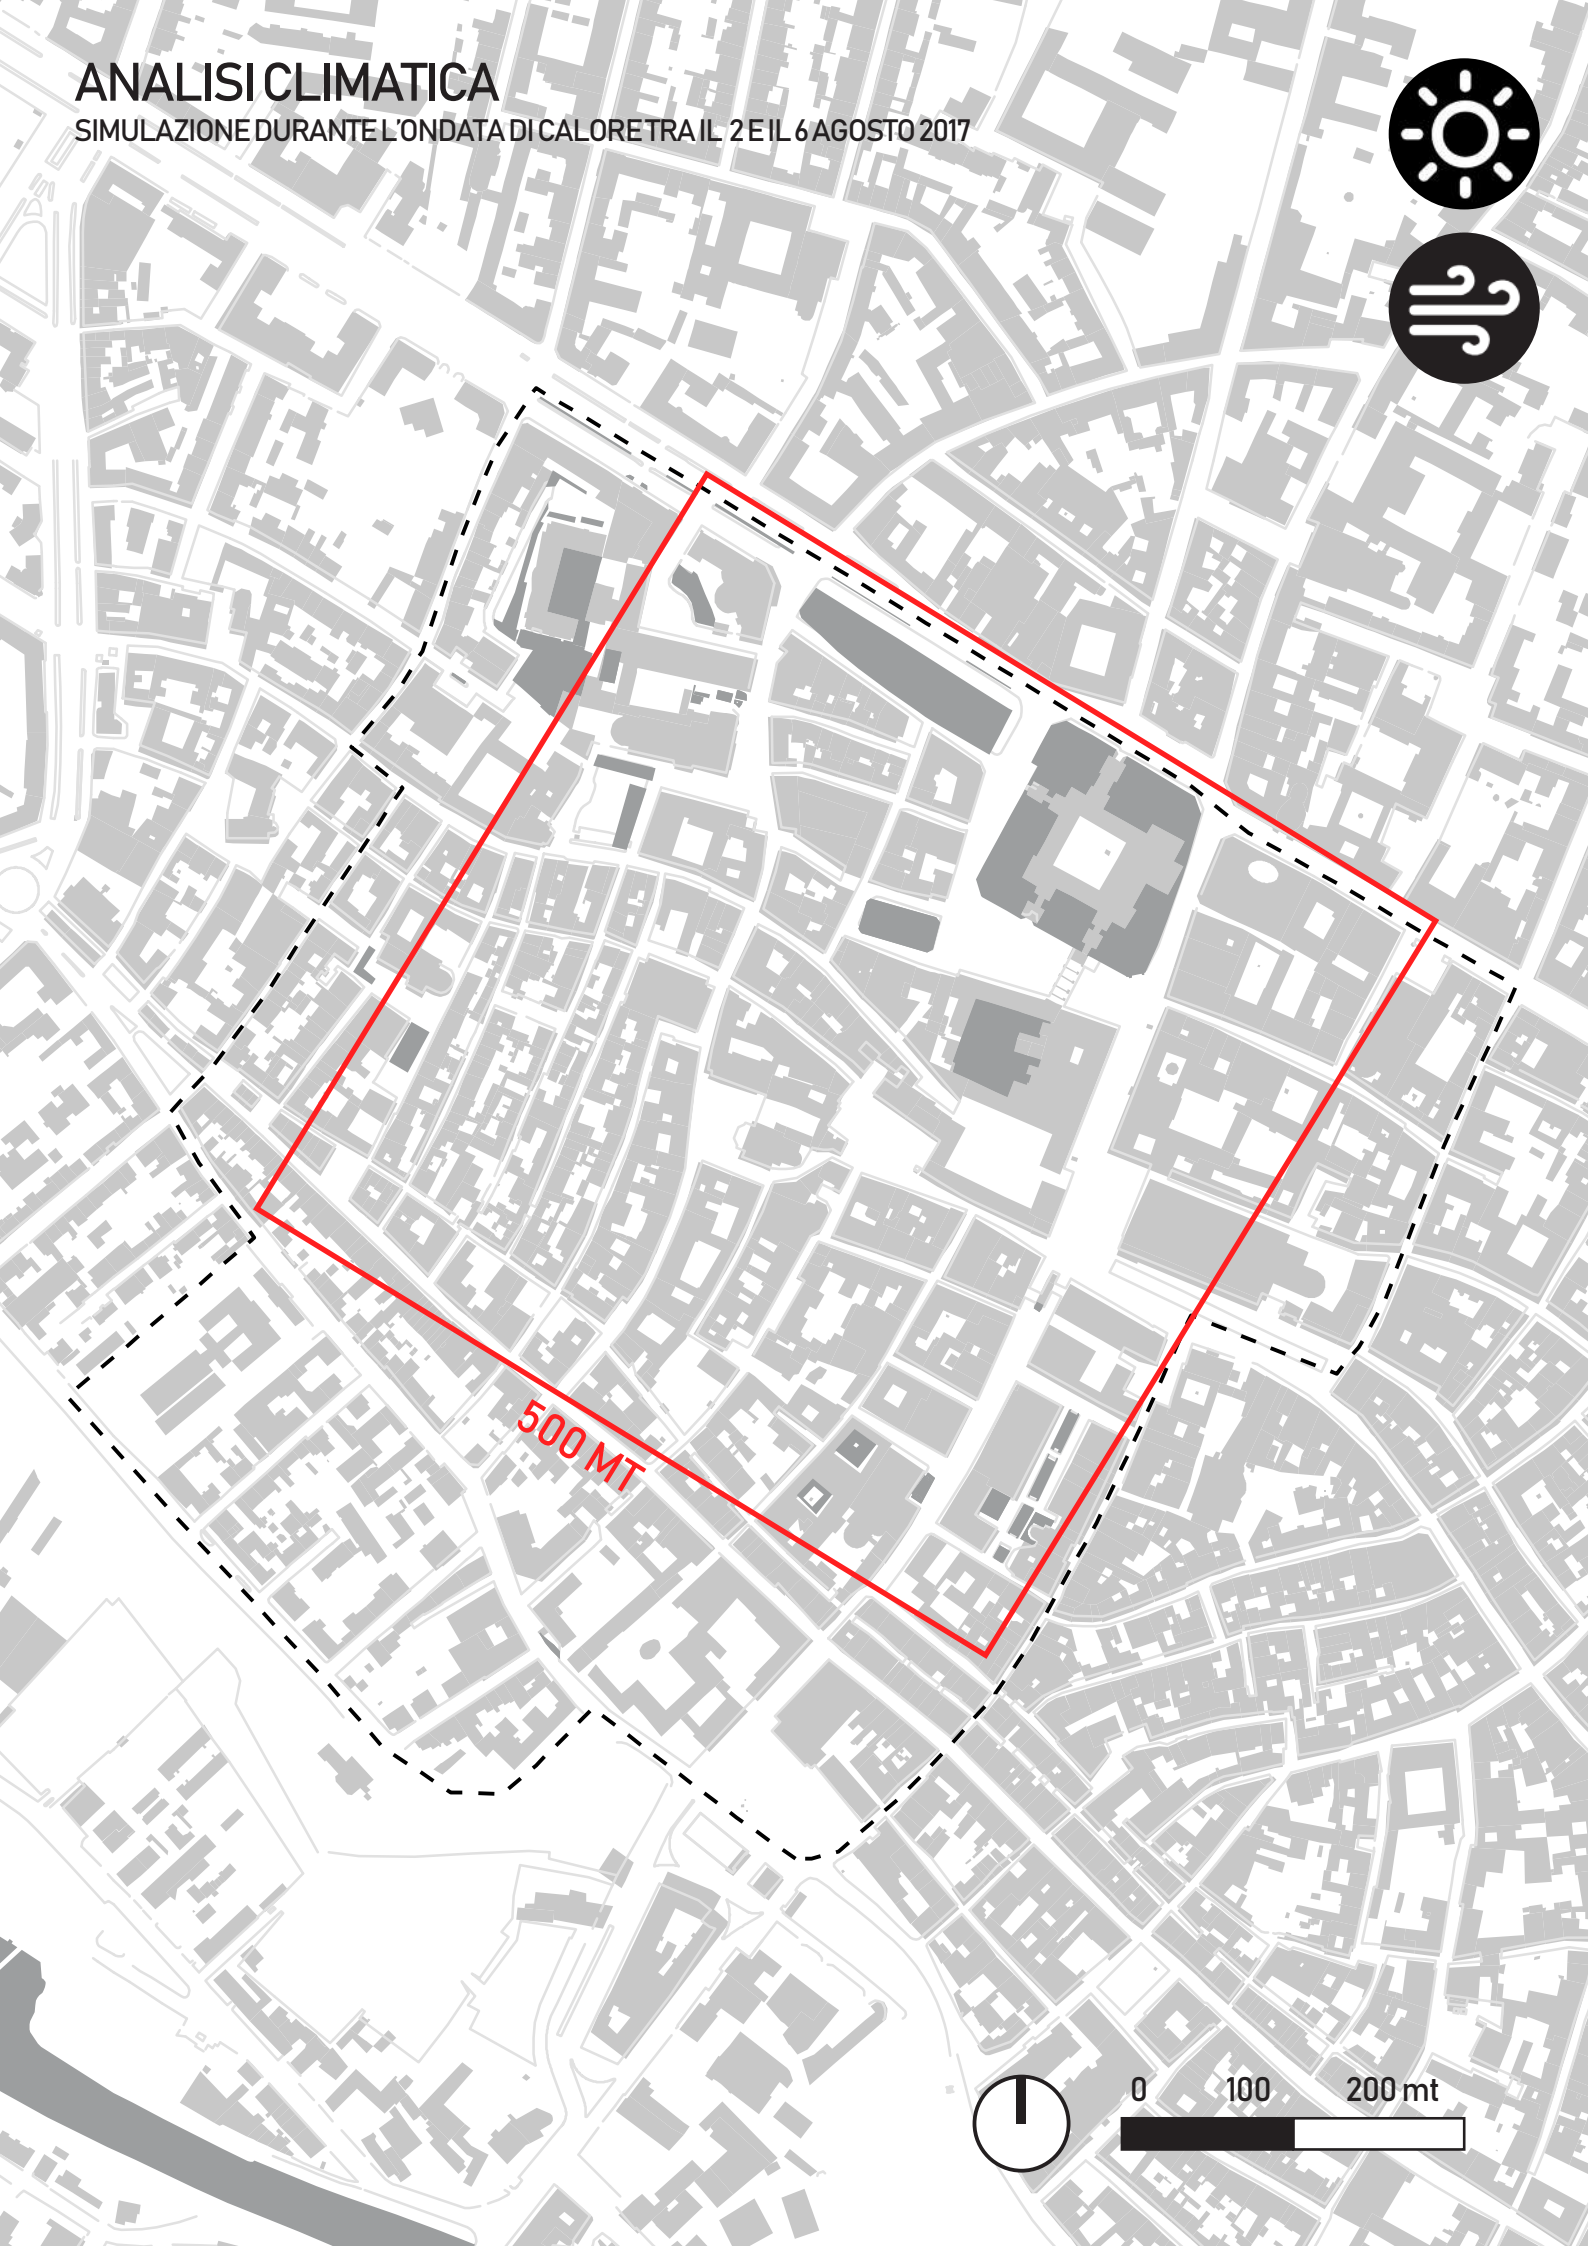 ANALISI CLIMATICA
SIMULAZIONE DURANTE L'ONDATA DI CALORE TRA IL 2 E IL 6 AGOSTO 2017
500 MT
0 100 200 mt